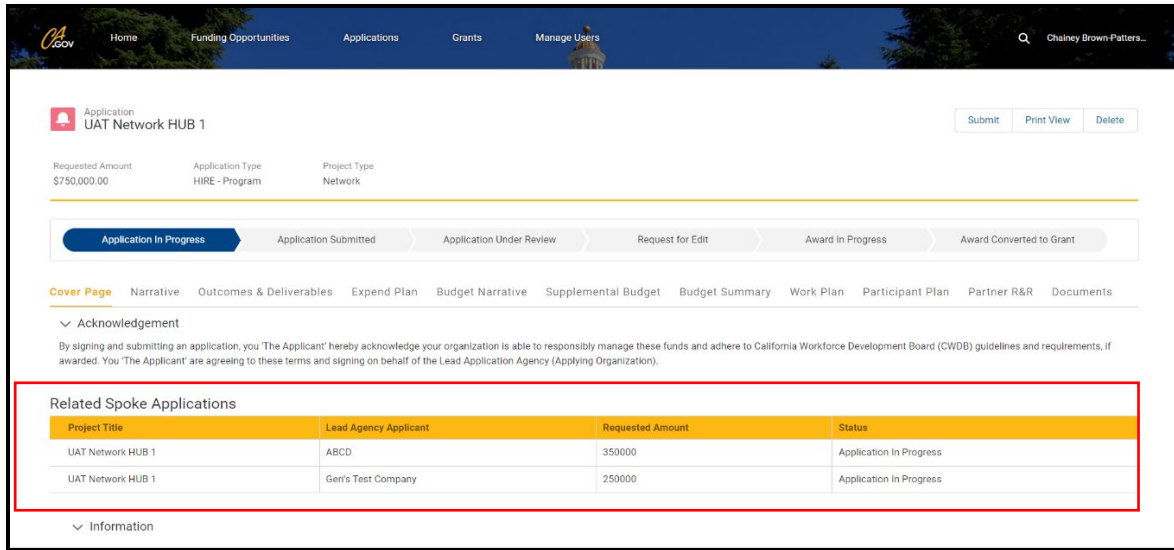 CA.GOV Home Funding Opportunities Applications Grants Manage Users Chainey Brown-Patters...
Application
UAT Network HUB 1
Submit Print View Delete
Requested Amount Application Type Project Type
$750,000.00 HIRE - Program Network
Application In Progress Application Submitted Application Under Review Request for Edit Award In Progress Award Converted to Grant
Cover Page Narrative Outcomes & Deliverables Expend Plan Budget Narrative Supplemental Budget Budget Summary Work Plan Participant Plan Partner R&R Documents
Acknowledgement
By signing and submitting an application, you 'The Applicant' hereby acknowledge your organization is able to responsibly manage these funds and adhere to California Workforce Development Board (CWDB) guidelines and requirements, if
awarded. You 'The Applicant' are agreeing to these terms and signing on behalf of the Lead Application Agency (Applying Organization).
Related Spoke Applications
Project Title Lead Agency Applicant Requested Amount Status
UAT Network HUB 1 ABCD 350000 Application In Progress
UAT Network HUB 1 Geri's Test Company 250000 Application In Progress
Information